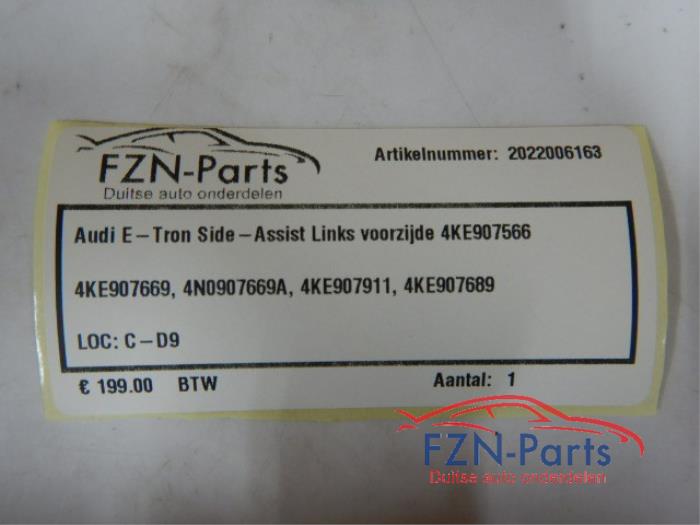 FZN-Parts
Duitse auto onderdelen
Artikelnummer: 2022006163
Audi E-Tron Side-Assist Links voorzijde 4KE907566
4KE907669, 4N0907669A, 4KE907911, 4KE907689
LOC: C-D9
€ 199.00 BTW
Aantal: 1
FZN-Parts
Duitse auto onderdelen